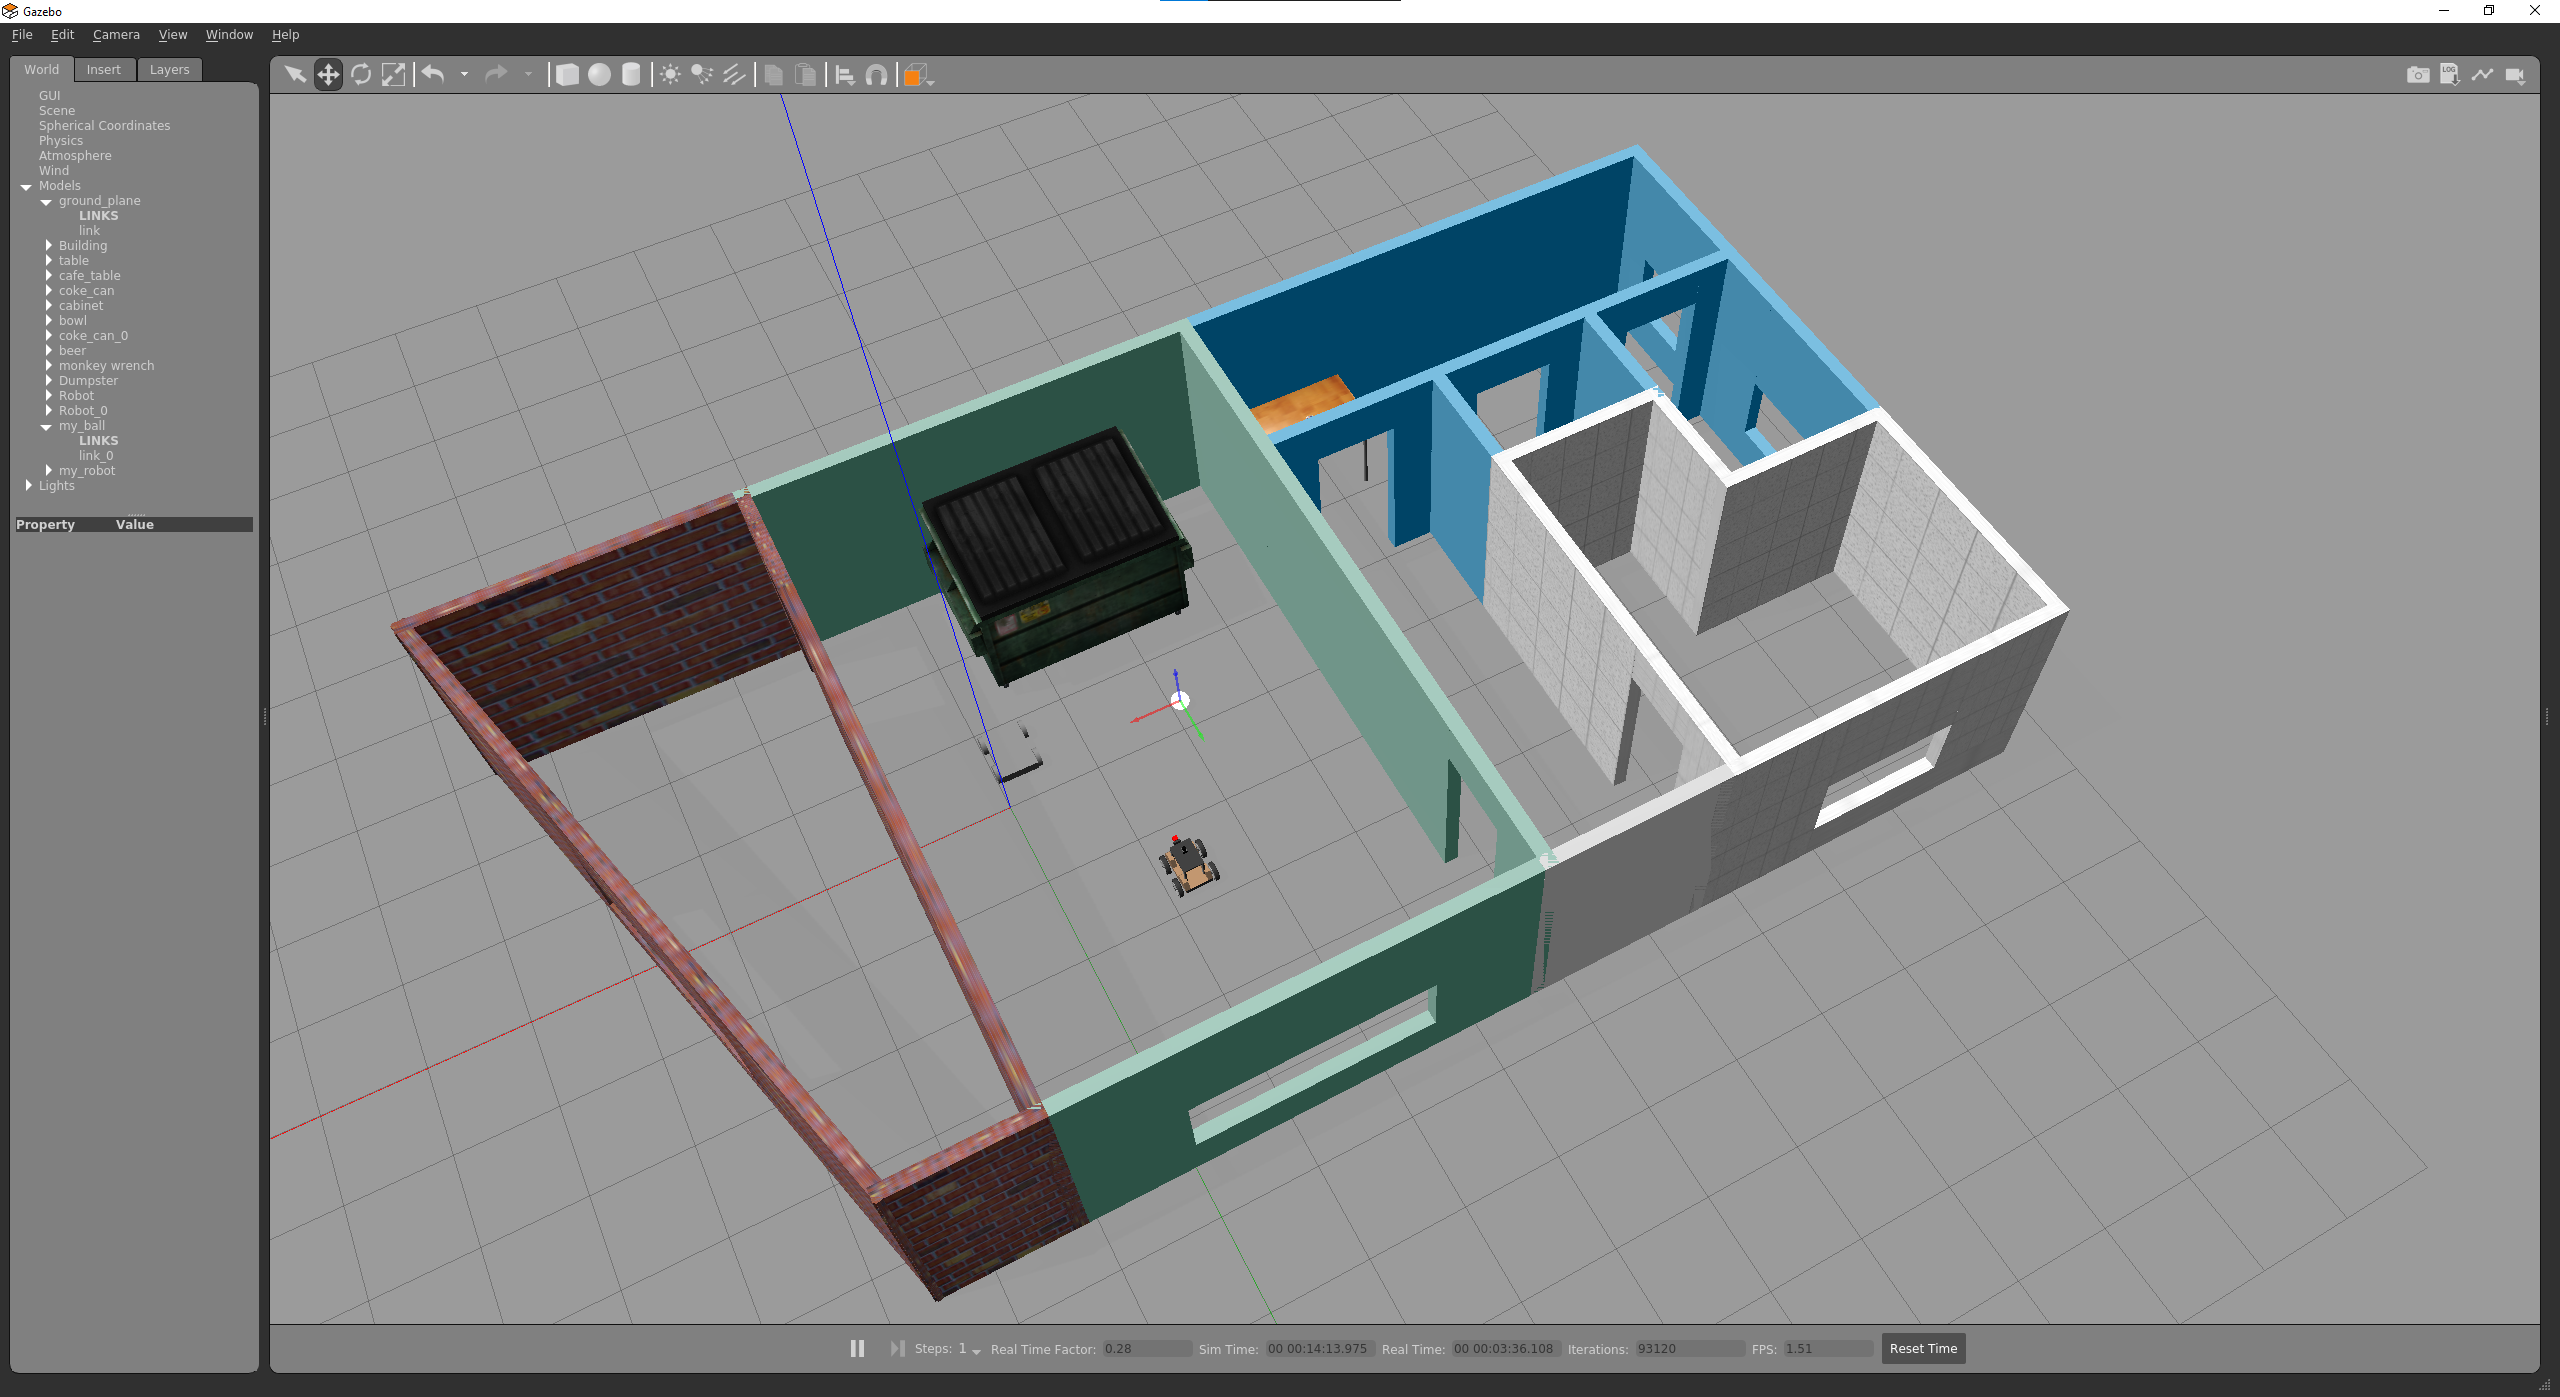 Gazebo
File Edit Camera View Window Help
World Insert Layers
GUI
Scene
Spherical Coordinates
Physics
Atmosphere
Wind
Models
ground_plane
LINKS
link
Building
table
cafe_table
coke_can
cabinet
bowl
coke_can_0
beer
monkey wrench
Dumpster
Robot
Robot_0
my_ball
LINKS
link_0
my_robot
Lights
Property Value
LOG
Steps: 1 Real Time Factor: 0.28 Sim Time: 00 00:14:13.975 Real Time: 00 00:03:36.108 Iterations: 93120 FPS: 1.51 Reset Time